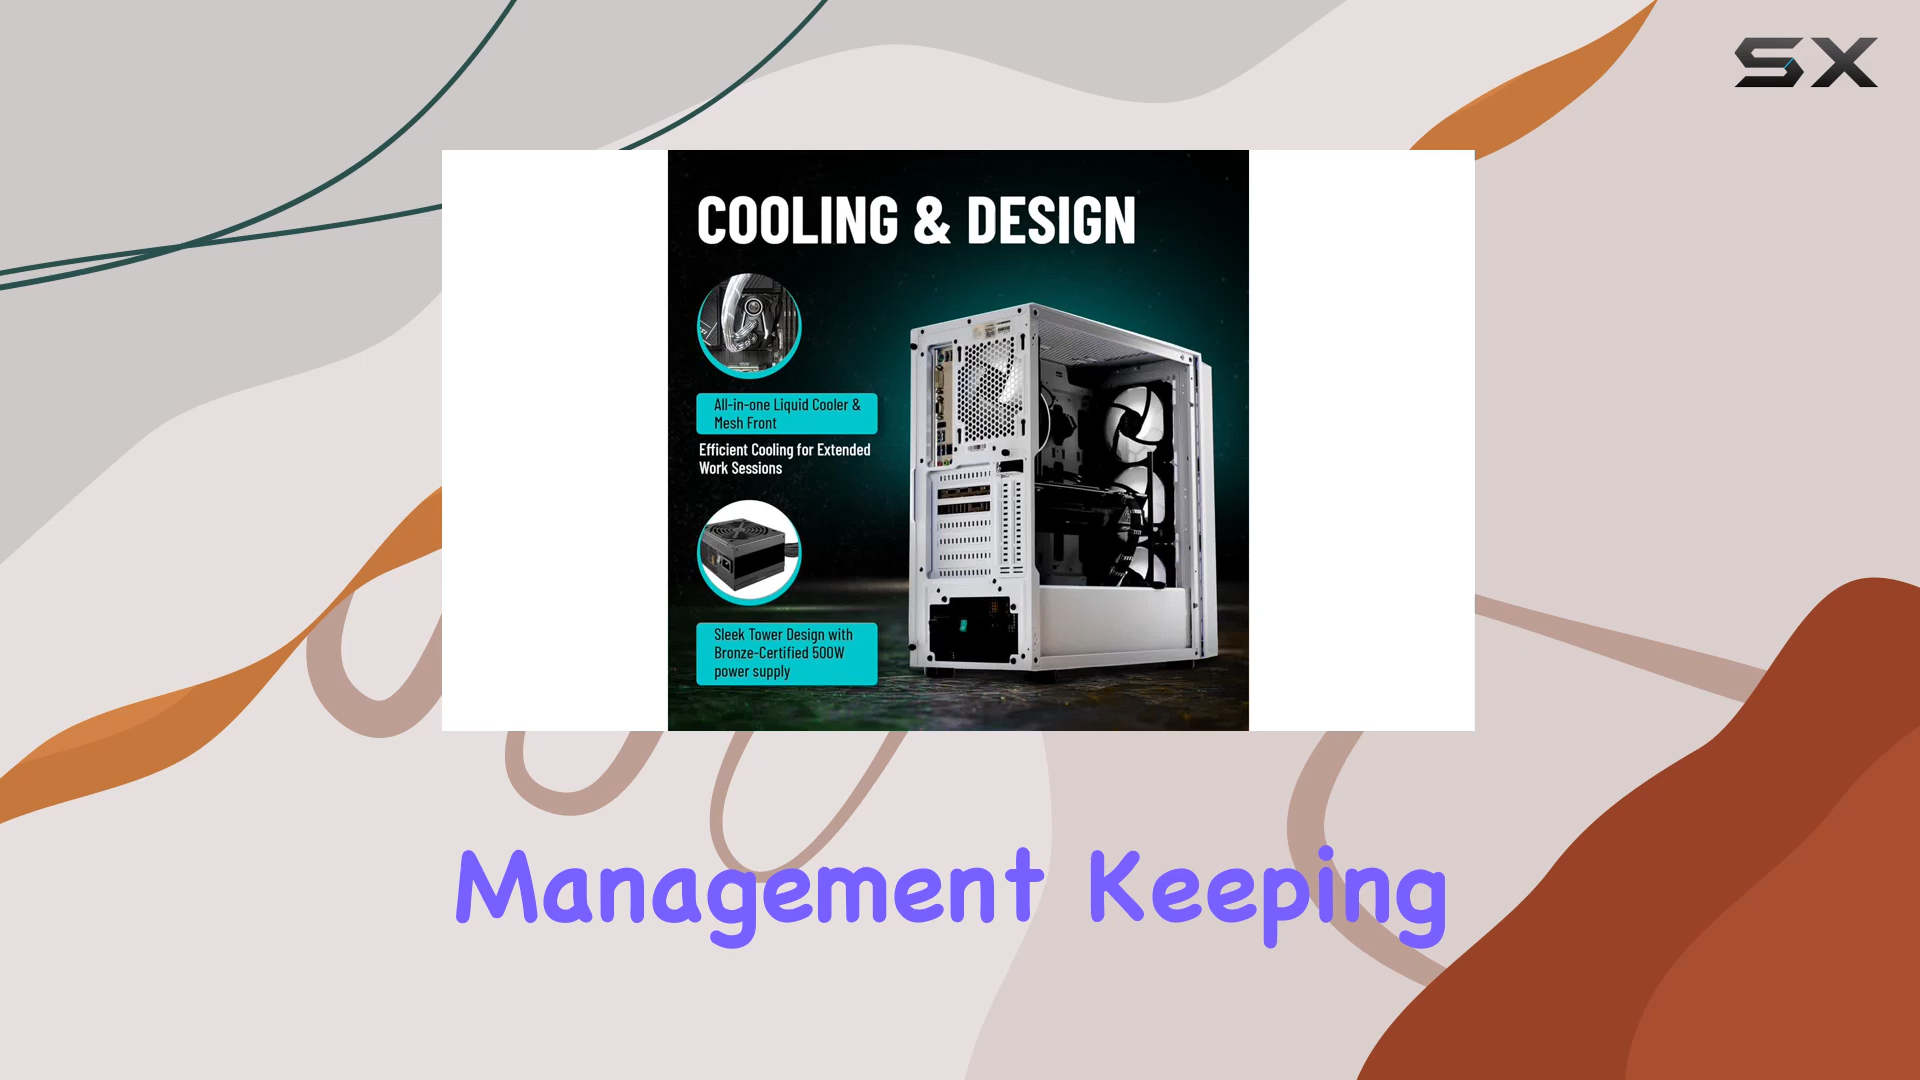 SX
COOLING & DESIGN
All-in-one Liquid Cooler &
Mesh Front
Efficient Cooling for Extended
Work Sessions
Sleek Tower Design with
Bronze-Certified 500W
power supply
Management Keeping